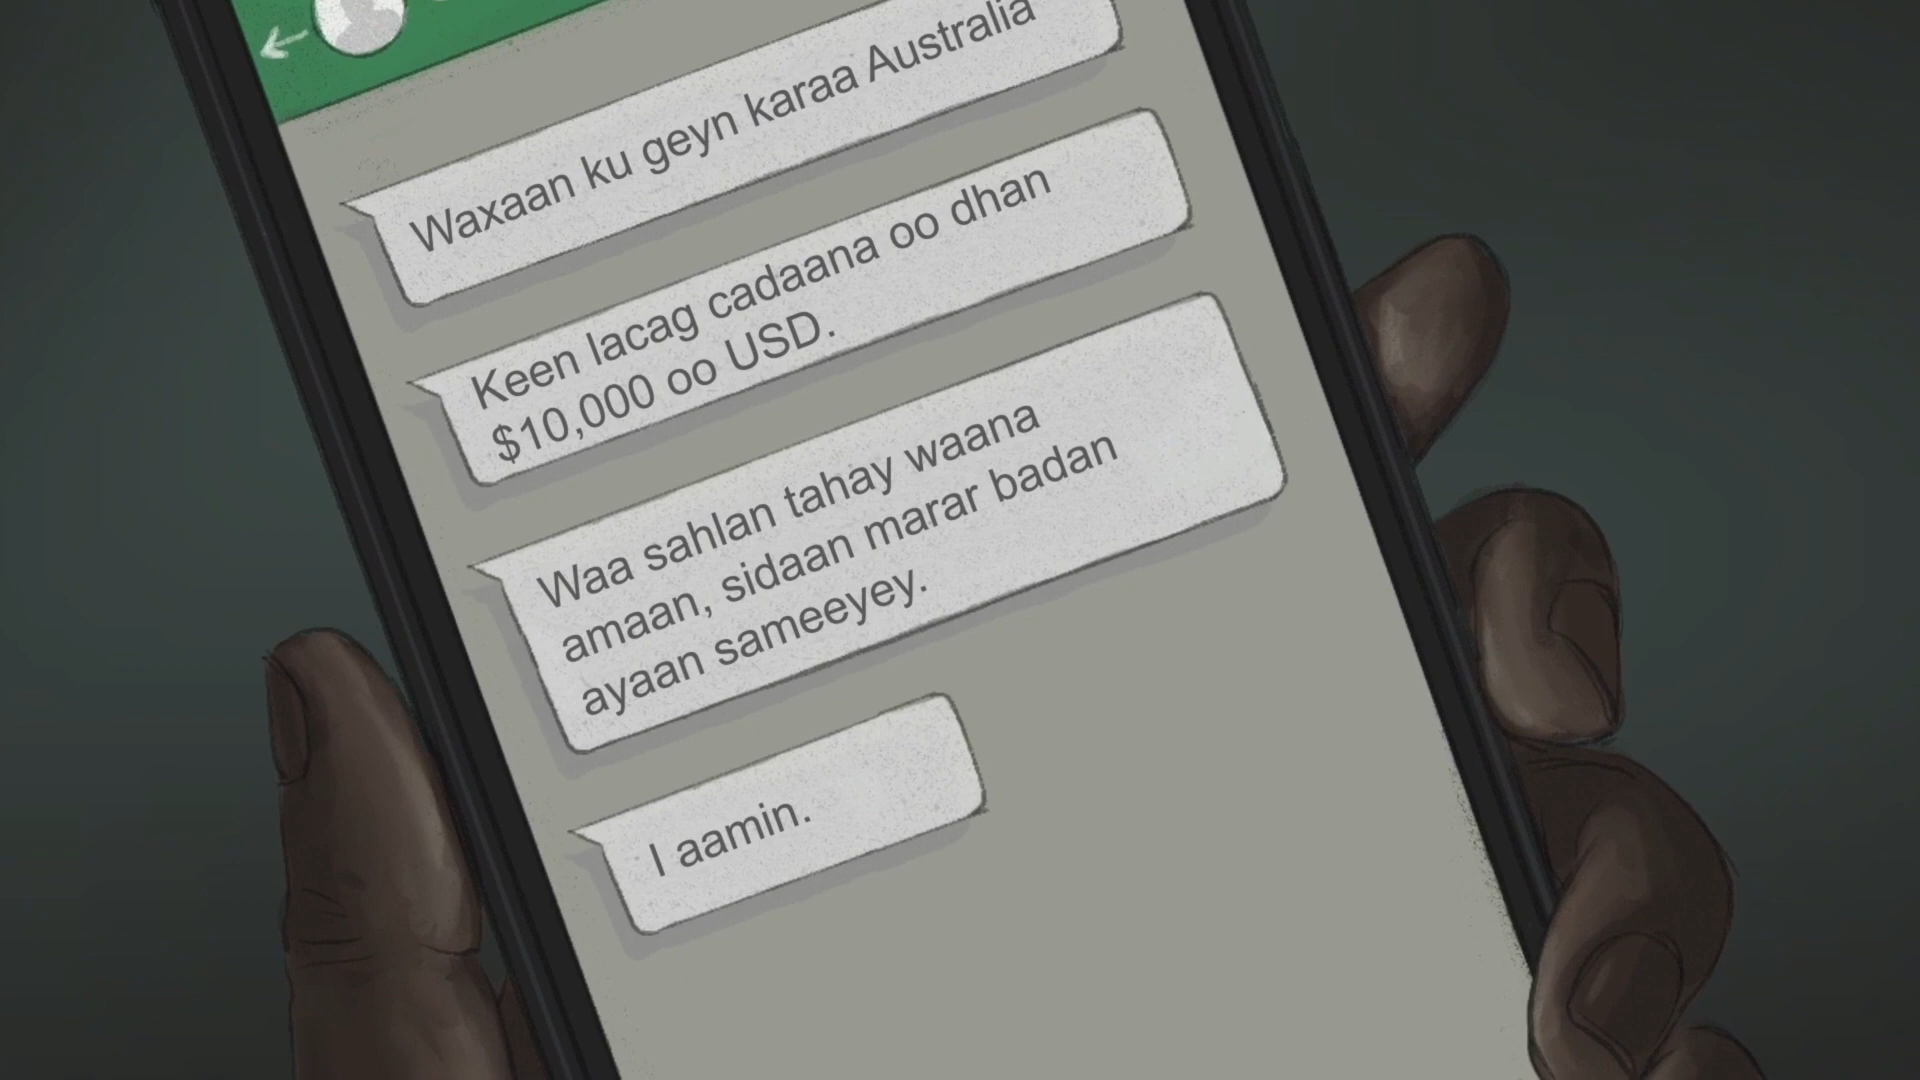 Waxaan ku geyn karaa Australia
Keen lacag cadaana oo dhan
$10,000 oo USD.
Waa sahlan tahay waana
amaan, sidaan marar badan
ayaan sameeyey.
I aamin.